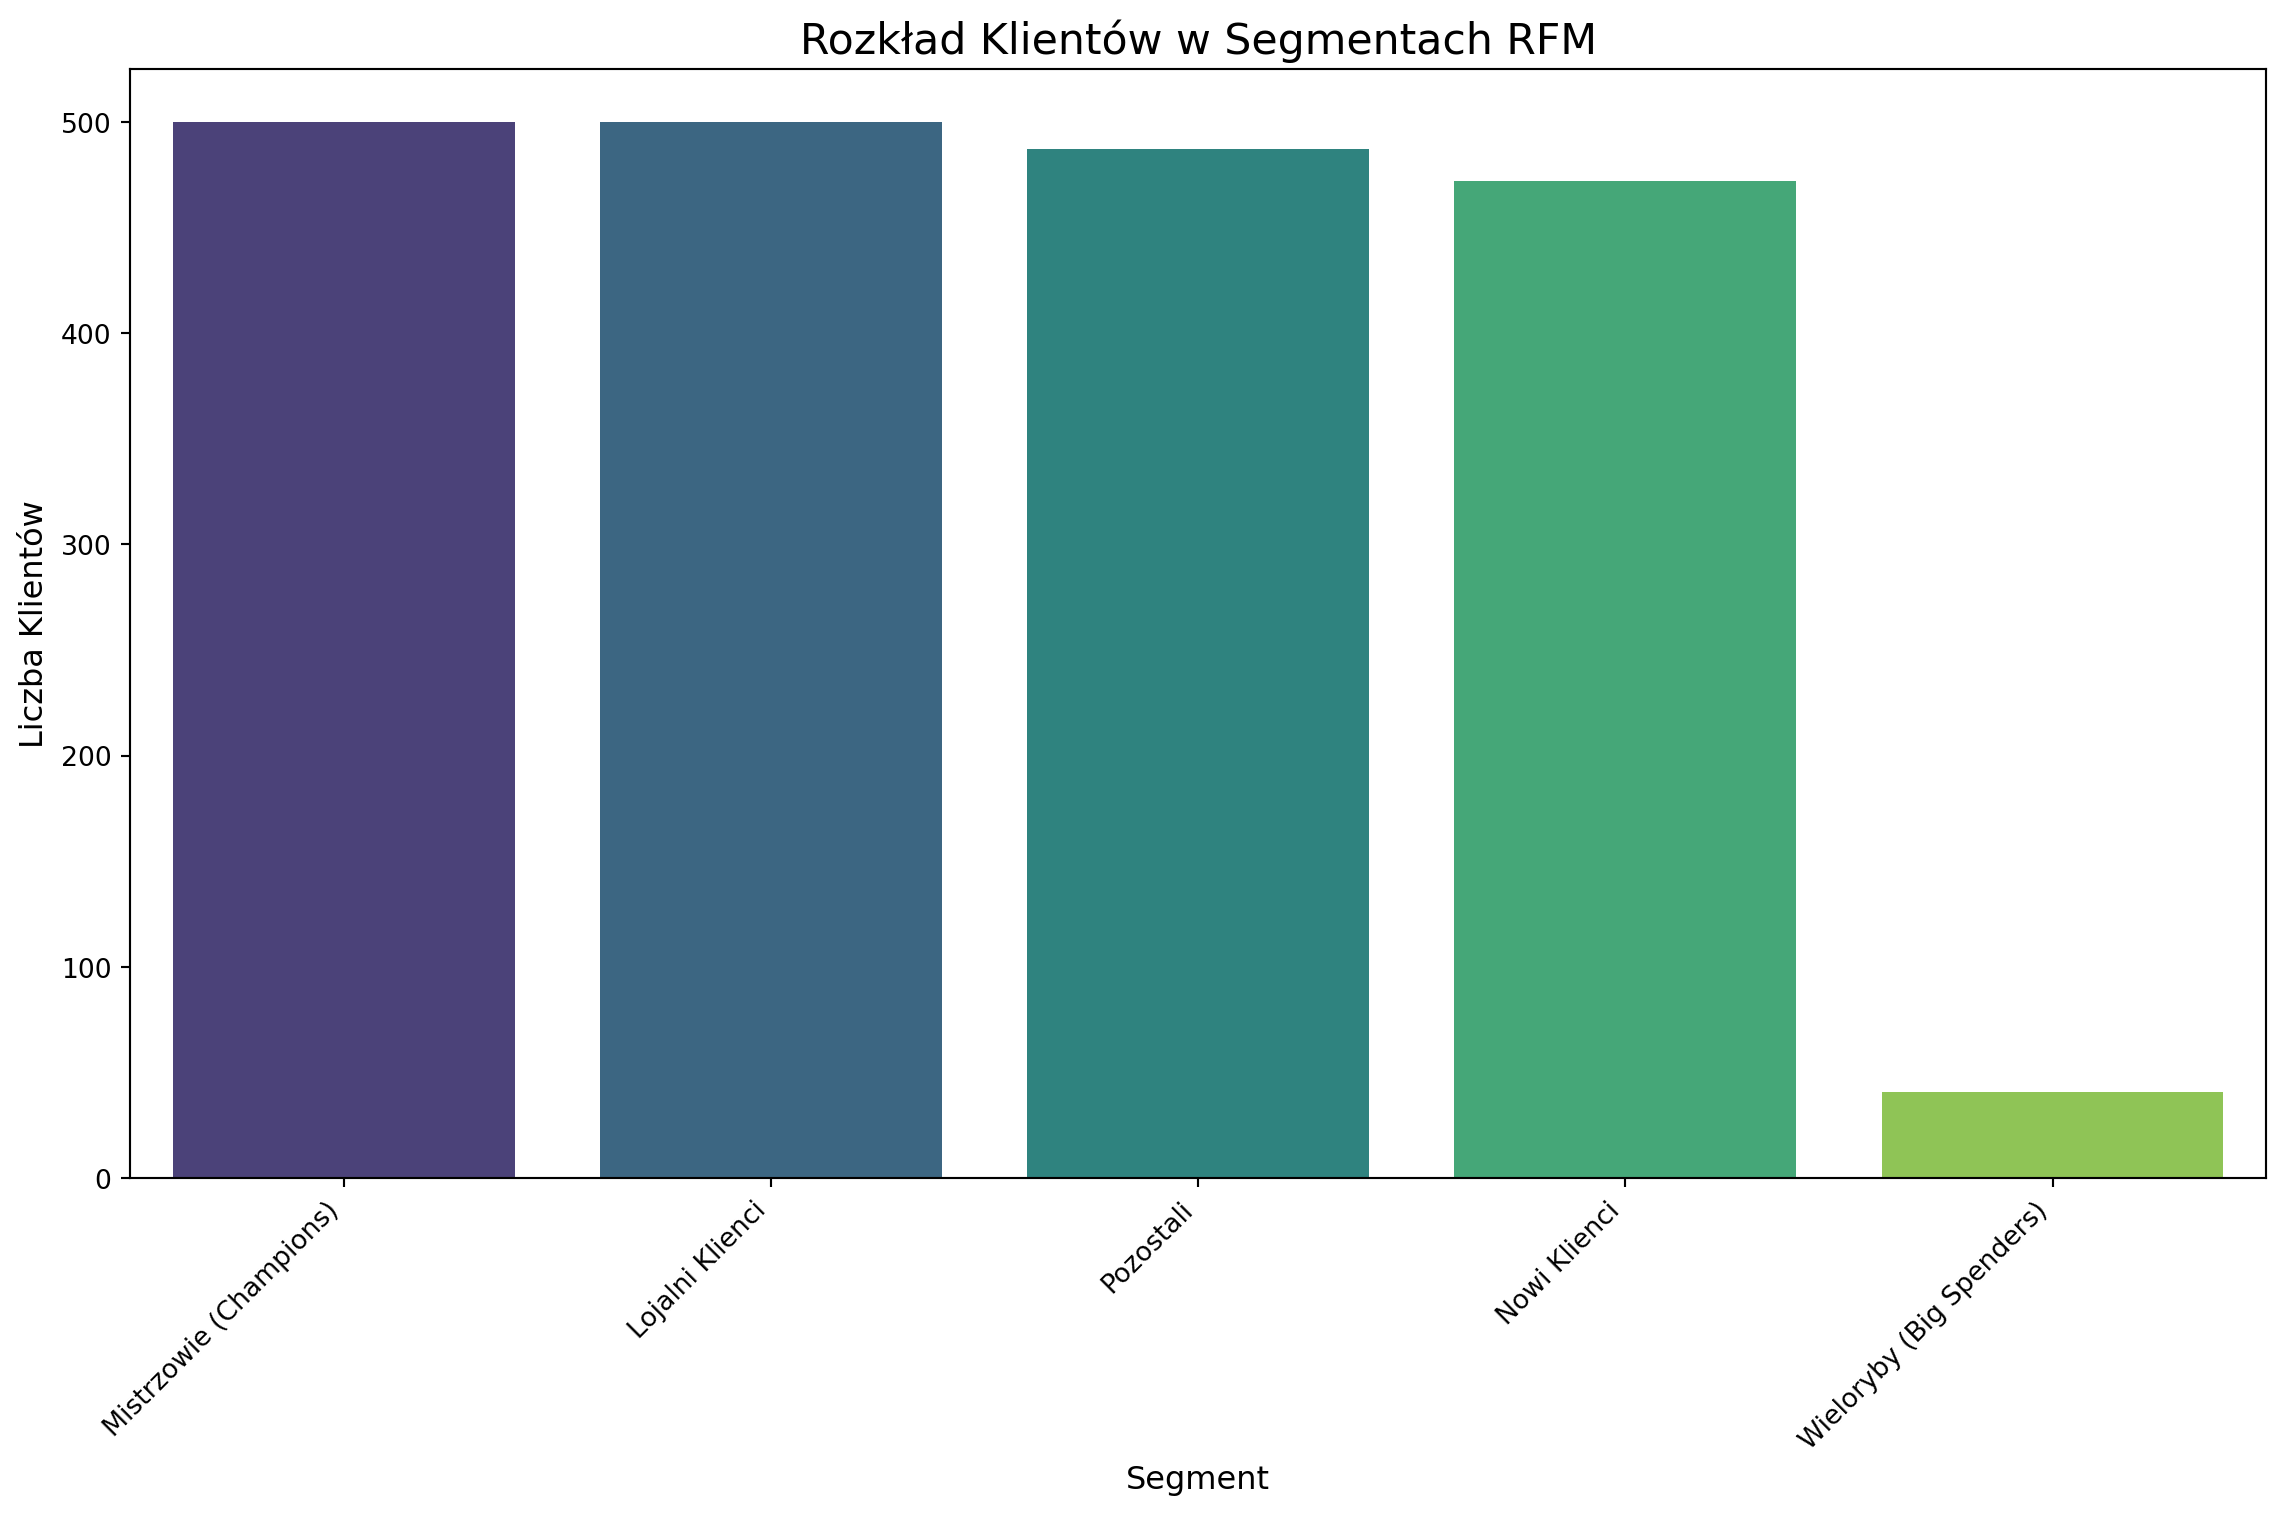 Rozkład Klientów w Segmentach RFM
Liczba Klientów
500
400
300
200
100
0
Mistrzowie (Champions)
Lojalni Klienci
Pozostali
Nowi Klienci
Wieloryby (Big Spenders)
Segment